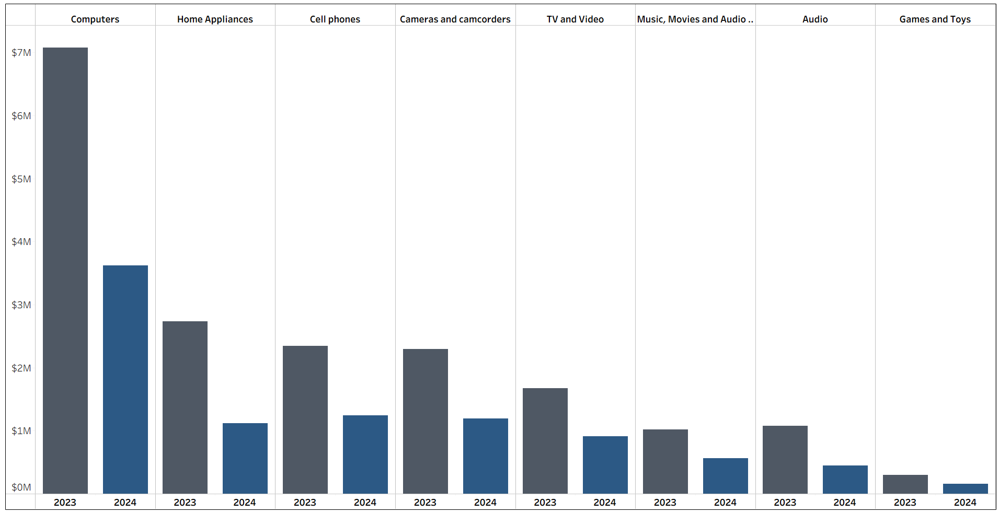 Computers Home Appliances Cell phones Cameras and camcorders TV and Video Music, Movies and Audio .. Audio Games and Toys
$7M
$6M
$5M
$4M
$3M
$2M
$1M
$0M
2023 2024 2023 2024 2023 2024 2023 2024 2023 2024 2023 2024 2023 2024 2023 2024